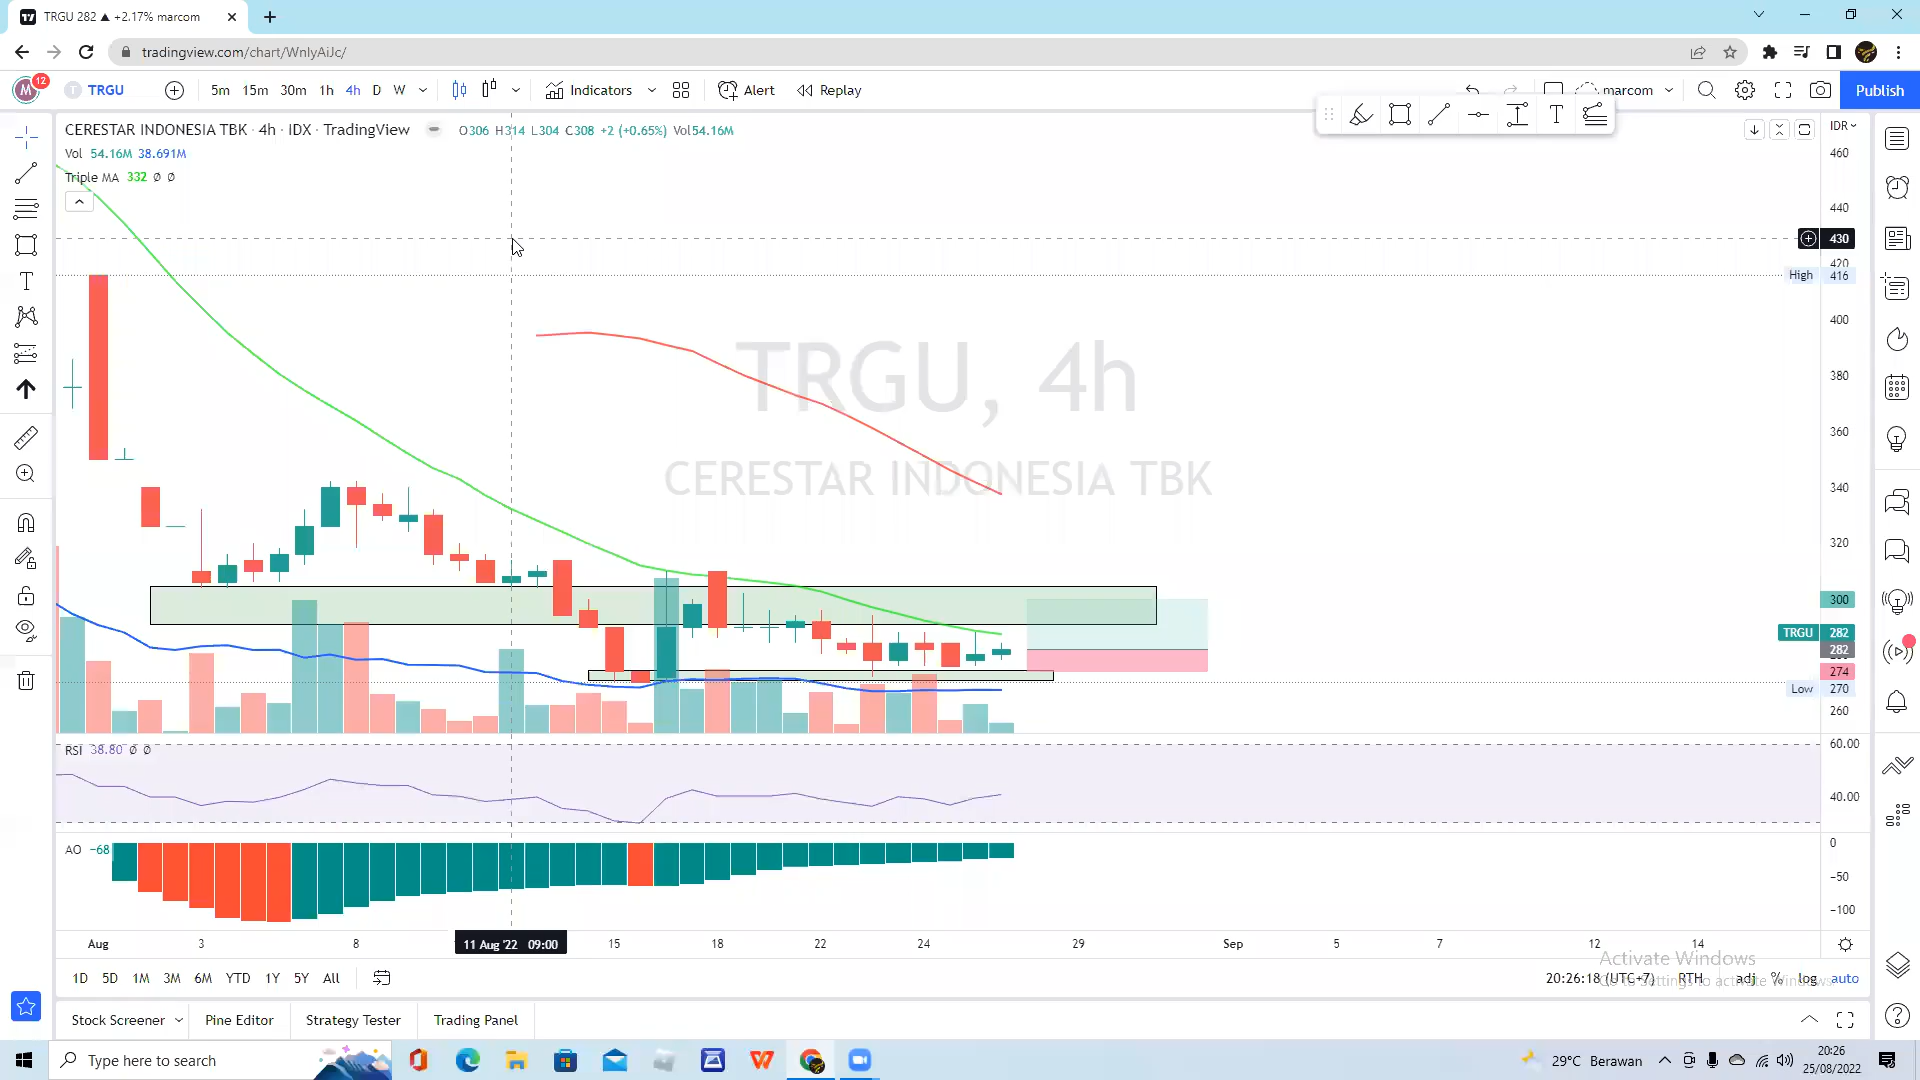 TRGU 282 ▲ +2.17% marcom
tradingview.com/chart/WnlyAiJc/
M 12 T TRGU 5m 15m 30m 1h 4h D W Indicators Alert Replay marcom Publish
CERESTAR INDONESIA TBK · 4h · IDX · TradingView O306 H314 L304 C308 +2 (+0.65%) Vol54.16M
IDR
Vol 54.16M 38.691M
Triple MA 332 Ø Ø
460
440
430
420
High 416
400
380
360
340
320
300
TRGU 282
282
274
Low 270
260
TRGU, 4h
CERESTAR INDONESIA TBK
RSI 38.80 Ø Ø
60.00
40.00
AO −68
0
−50
−100
Aug 3 8 11 Aug '22 09:00 15 18 22 24 29 Sep 5 7 12 14
1D 5D 1M 3M 6M YTD 1Y 5Y All
20:26:18 (UTC+7) RTH adj % log auto
Activate Windows
Go to Settings to activate Windows.
Stock Screener Pine Editor Strategy Tester Trading Panel
Type here to search
29°C Berawan
20:26
25/08/2022